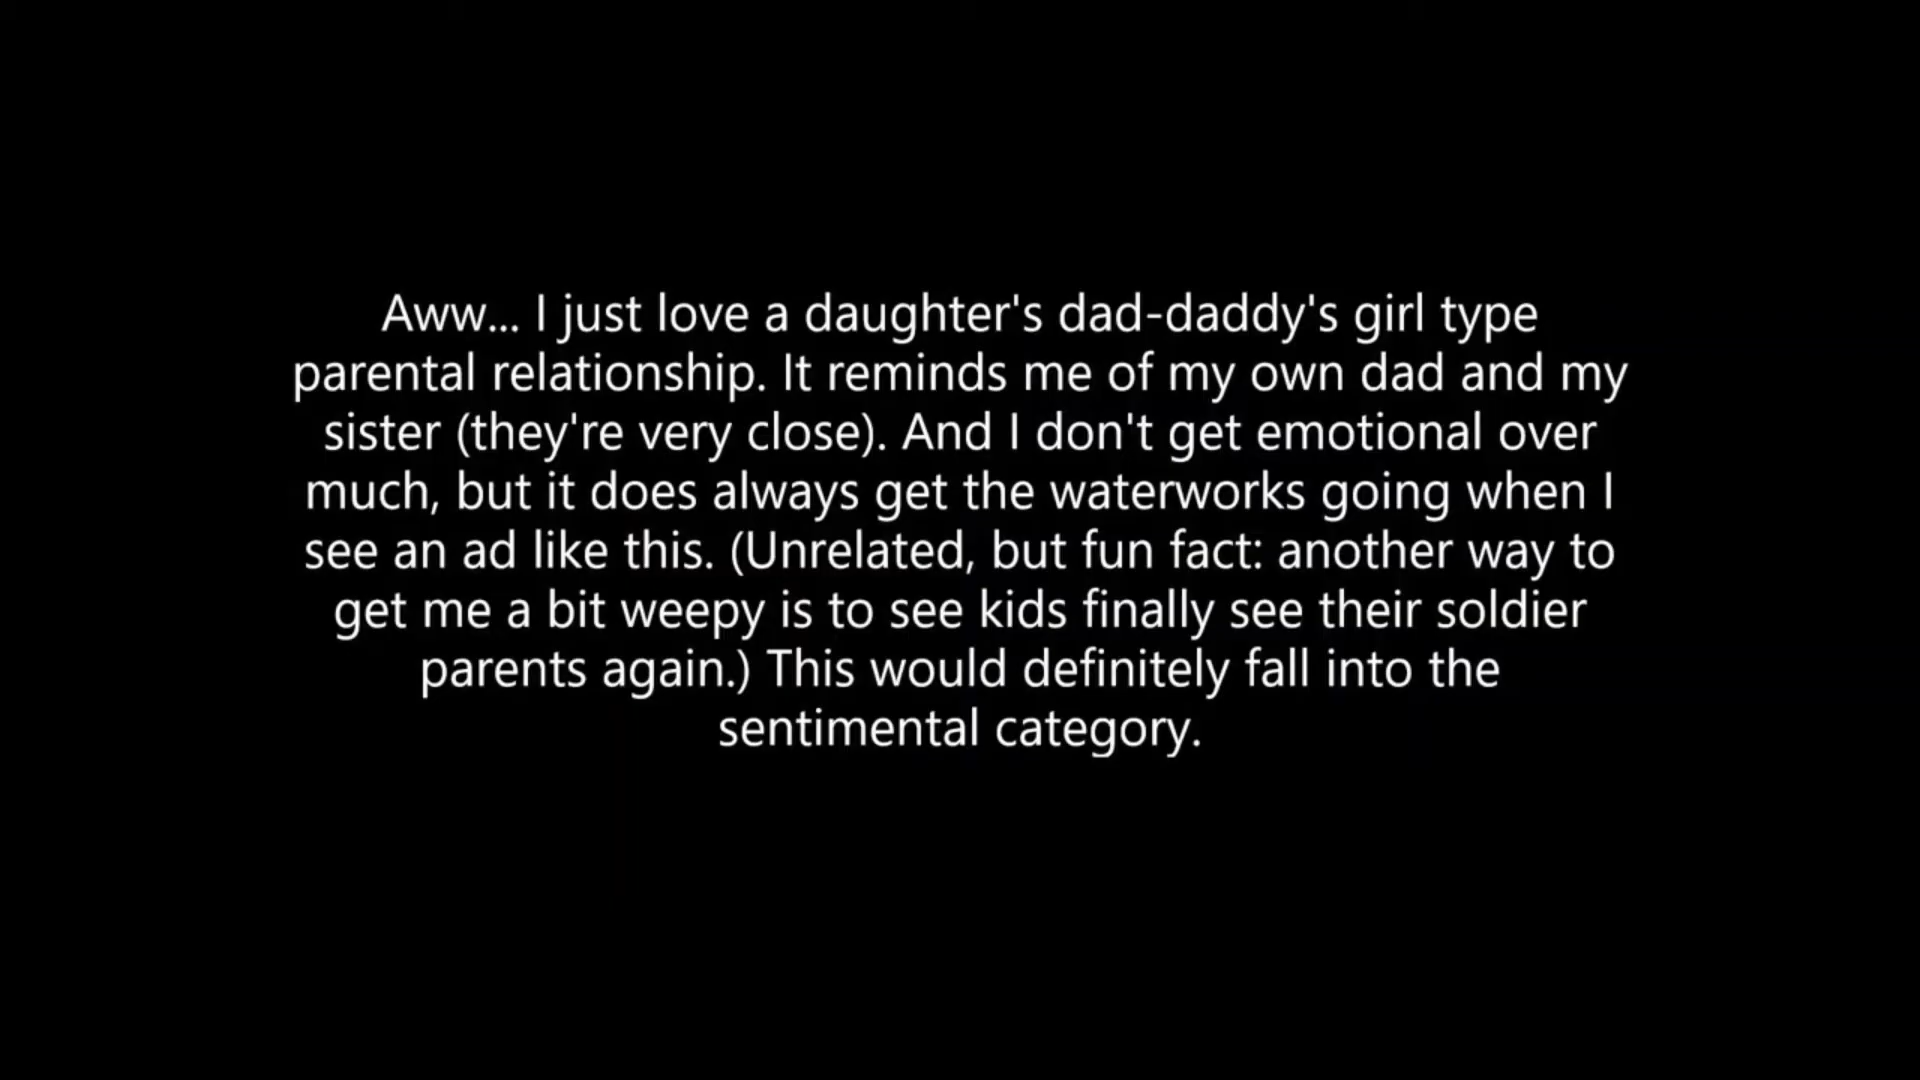 Aww... I just love a daughter's dad-daddy's girl type
parental relationship. It reminds me of my own dad and my
sister (they're very close). And I don't get emotional over
much, but it does always get the waterworks going when I
see an ad like this. (Unrelated, but fun fact: another way to
get me a bit weepy is to see kids finally see their soldier
parents again.) This would definitely fall into the
sentimental category.